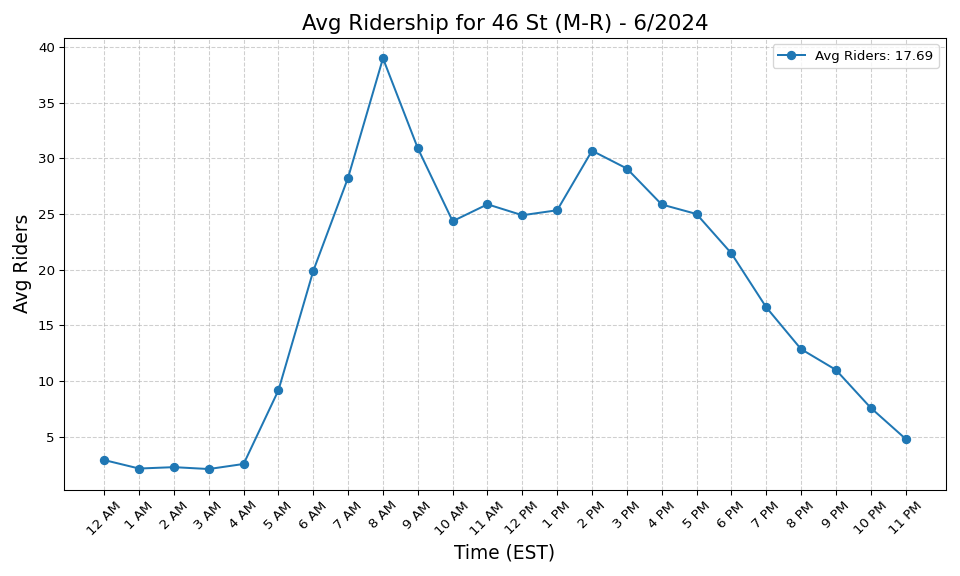 Avg Ridership for 46 St (M-R) - 6/2024
Avg Riders: 17.69
Avg Riders
40
35
30
25
20
15
10
5
12 AM
1 AM
2 AM
3 AM
4 AM
5 AM
6 AM
7 AM
8 AM
9 AM
10 AM
11 AM
12 PM
1 PM
2 PM
3 PM
4 PM
5 PM
6 PM
7 PM
8 PM
9 PM
10 PM
11 PM
Time (EST)